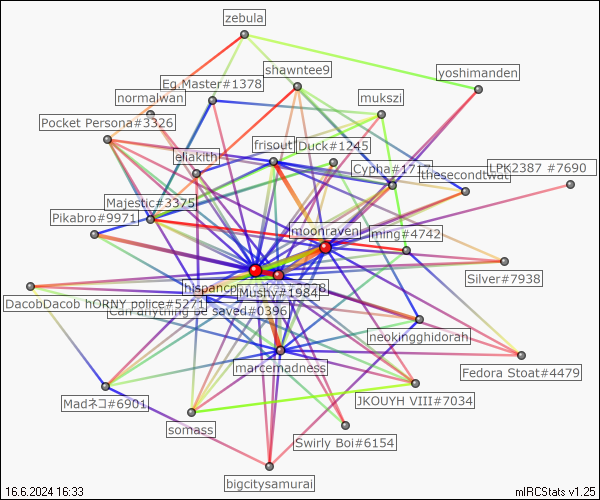 zebula
shawntee9
yoshimanden
Eg.Master#1378
normalwan
mukszi
Pocket Persona#3326
frisout
Duck#1245
eliakith
Cypha#1717
thesecondtwat
LPK2387 #7690
Majestic#3375
Pikabro#9971
moonraven
ming#4742
Silver#7938
DacobDacob hORNY police#5271
Mushy#1984
Can anything be saved#0396
neokingghidorah
marcemadness
Fedora Stoat#4479
Madネコ#6901
JKOUYH VIII#7034
somass
Swirly Boi#6154
bigcitysamurai
16.6.2024 16:33
mIRCStats v1.25